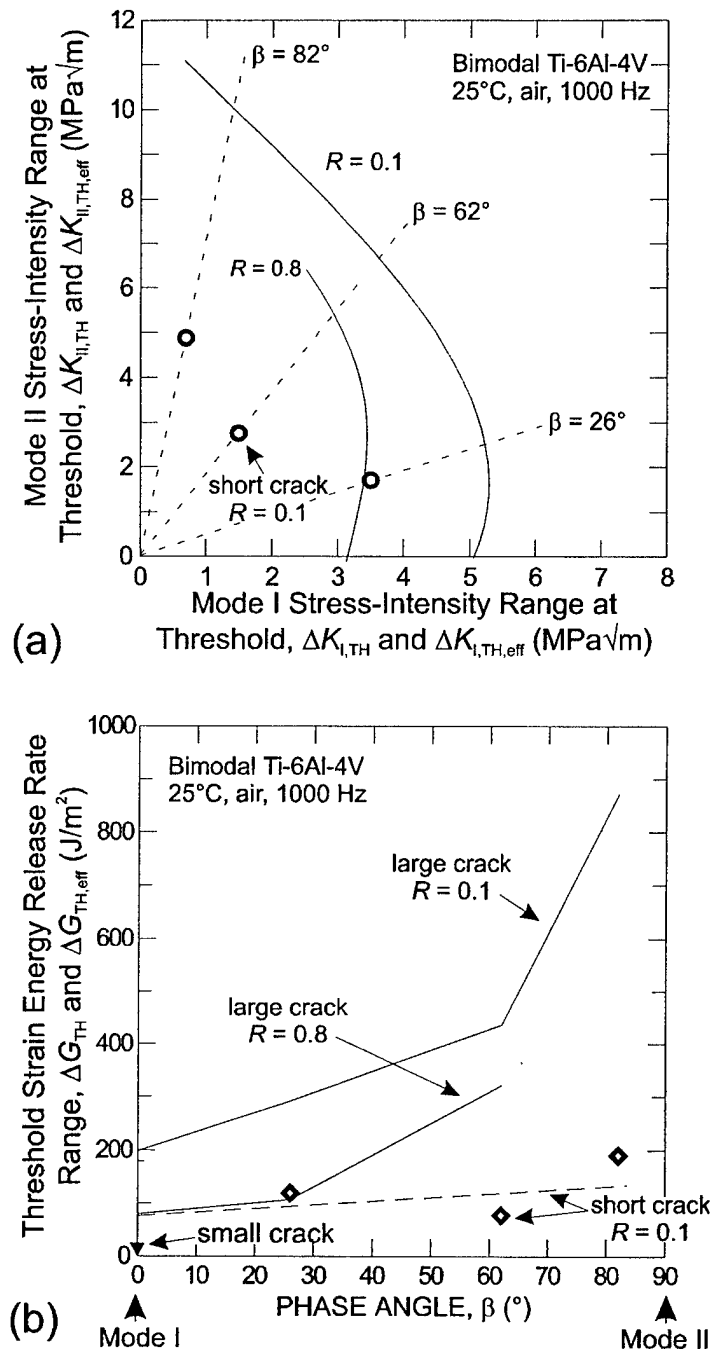 12
10
8
6
4
2
0
0
1
2
3
4
5
6
7
8
β = 82°
Bimodal Ti-6Al-4V
25°C, air, 1000 Hz
R = 0.1
β = 62°
R = 0.8
β = 26°
short crack
R = 0.1
Mode II Stress-Intensity Range at
Threshold, ΔK_II,TH and ΔK_II,TH,eff (MPa√m)
Mode I Stress-Intensity Range at
Threshold, ΔK_I,TH and ΔK_I,TH,eff (MPa√m)
(a)
1000
800
600
400
200
0
Bimodal Ti-6Al-4V
25°C, air, 1000 Hz
large crack
R = 0.1
large crack
R = 0.8
small crack
short crack
R = 0.1
Threshold Strain Energy Release Rate
Range, ΔG_TH and ΔG_TH,eff (J/m²)
0
10
20
30
40
50
60
70
80
90
PHASE ANGLE, β (°)
(b)
Mode I
Mode II